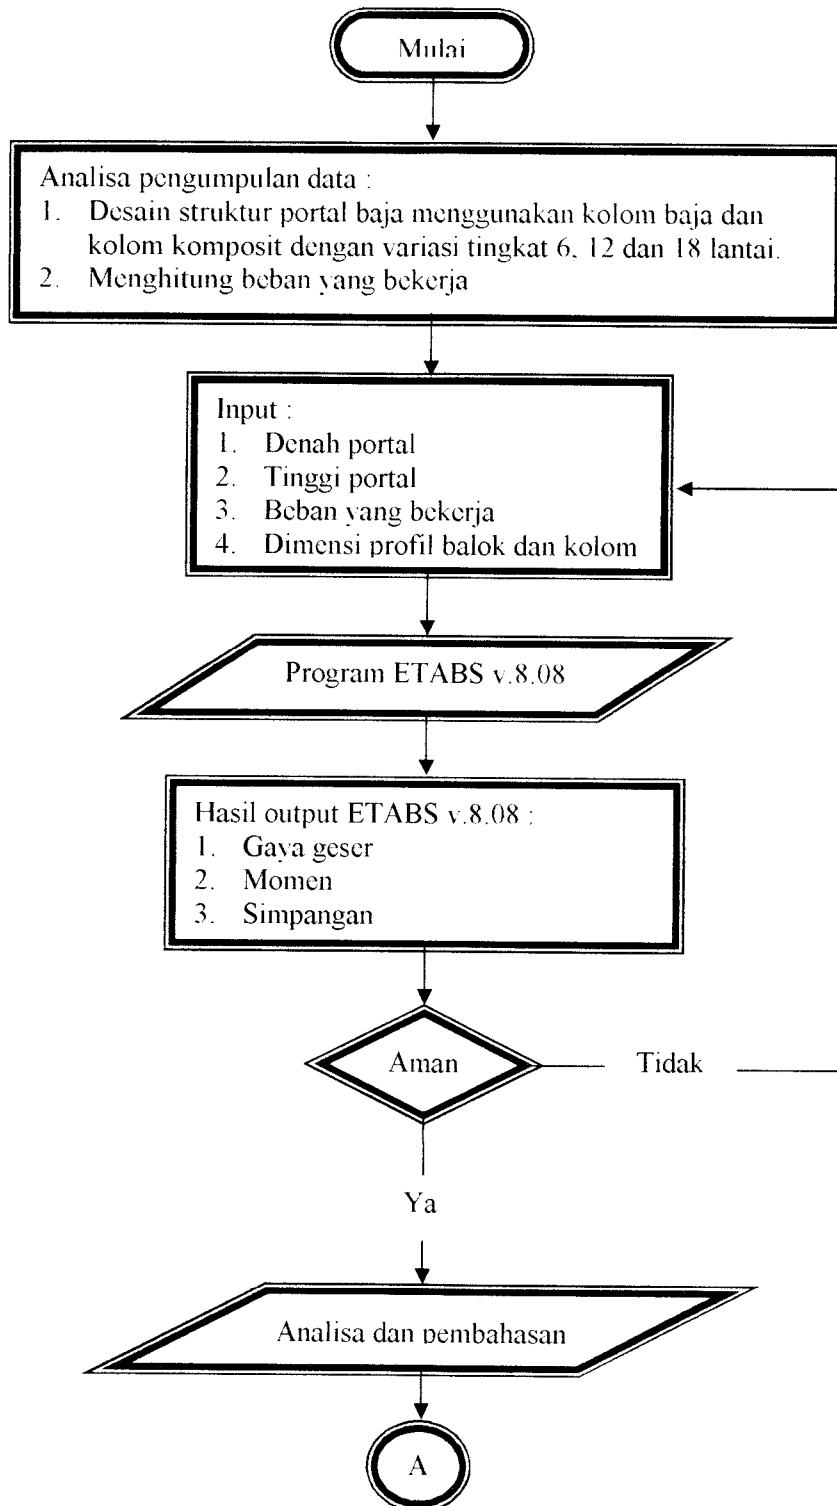 Mulai
Analisa pengumpulan data :
1. Desain struktur portal baja menggunakan kolom baja dan
kolom komposit dengan variasi tingkat 6, 12 dan 18 lantai.
2. Menghitung beban yang bekerja
Input :
1. Denah portal
2. Tinggi portal
3. Beban yang bekerja
4. Dimensi profil balok dan kolom
Program ETABS v.8.08
Hasil output ETABS v.8.08 :
1. Gaya geser
2. Momen
3. Simpangan
Aman
Tidak
Ya
Analisa dan pembahasan
A